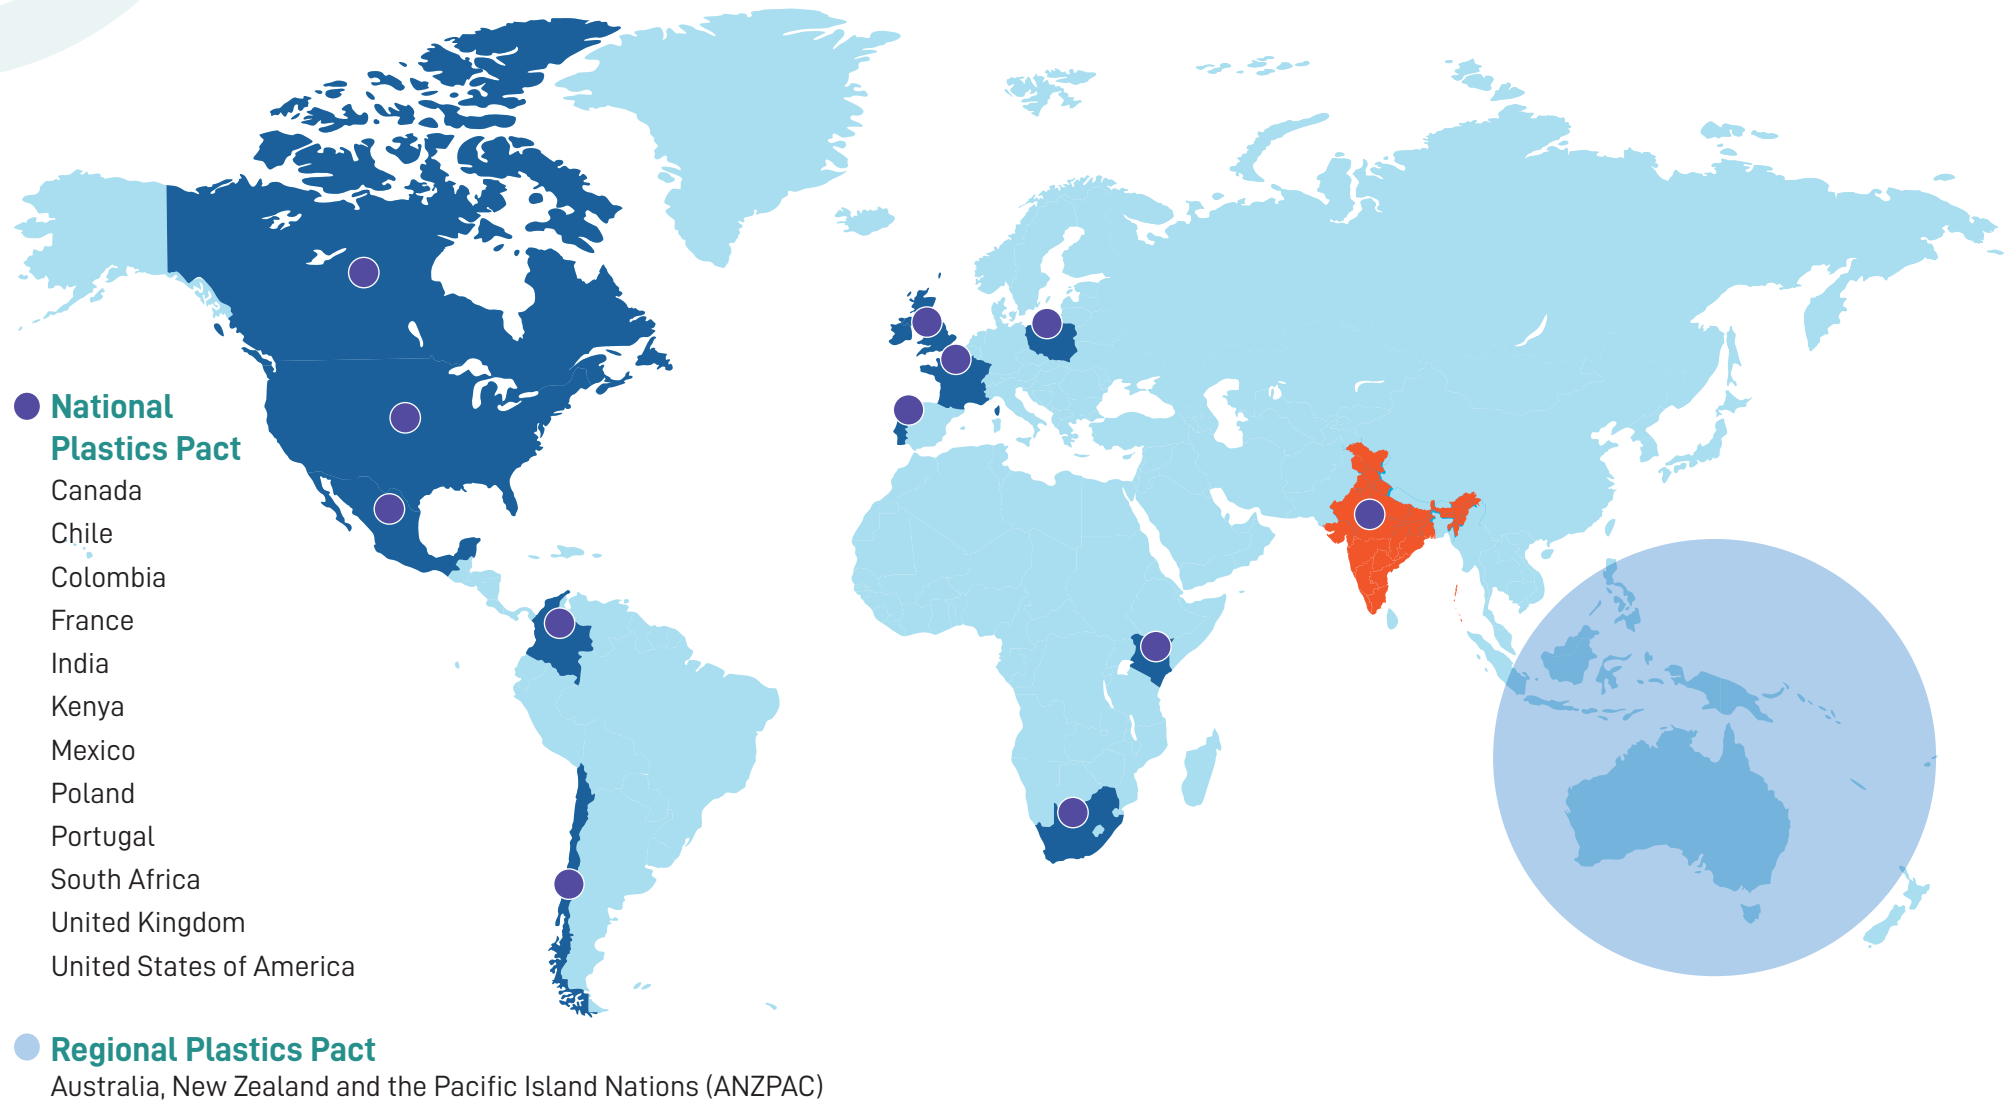 National
Plastics Pact
Canada
Chile
Colombia
France
India
Kenya
Mexico
Poland
Portugal
South Africa
United Kingdom
United States of America
Regional Plastics Pact
Australia, New Zealand and the Pacific Island Nations (ANZPAC)